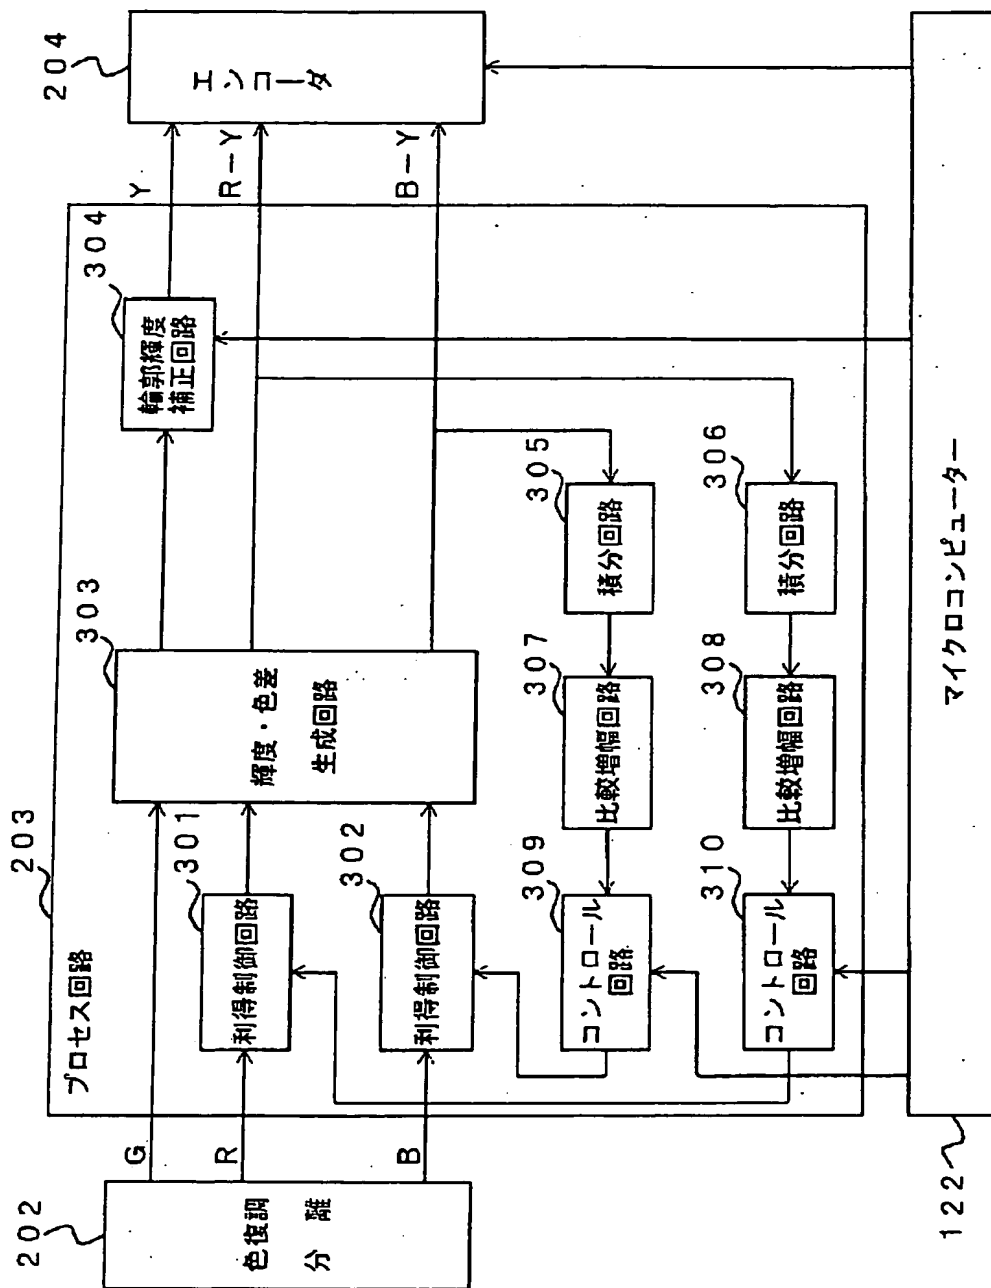 202
色復調
分離
G
R
B
203
プロセス回路
301
利得制御回路
302
利得制御回路
303
輝度・色差
生成回路
304
輪郭輝度
補正回路
Y
R-Y
B-Y
204
エンコータ
305
積分回路
306
積分回路
307
比較増幅回路
308
比較増幅回路
309
コントロール
回路
310
コントロール
回路
122
マイクロコンピューター